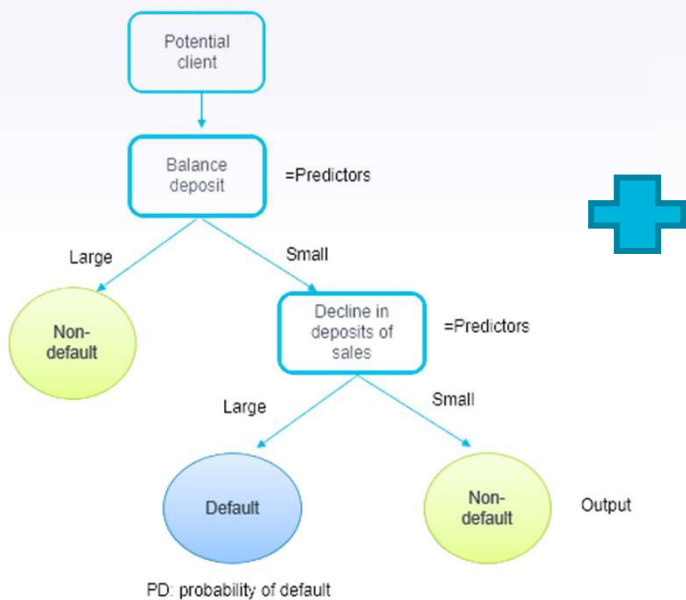 Potential
client
Balance
deposit
=Predictors
Large
Small
Non-
default
Decline in
deposits of
sales
=Predictors
Large
Small
Default
Non-
default
Output
PD: probability of default